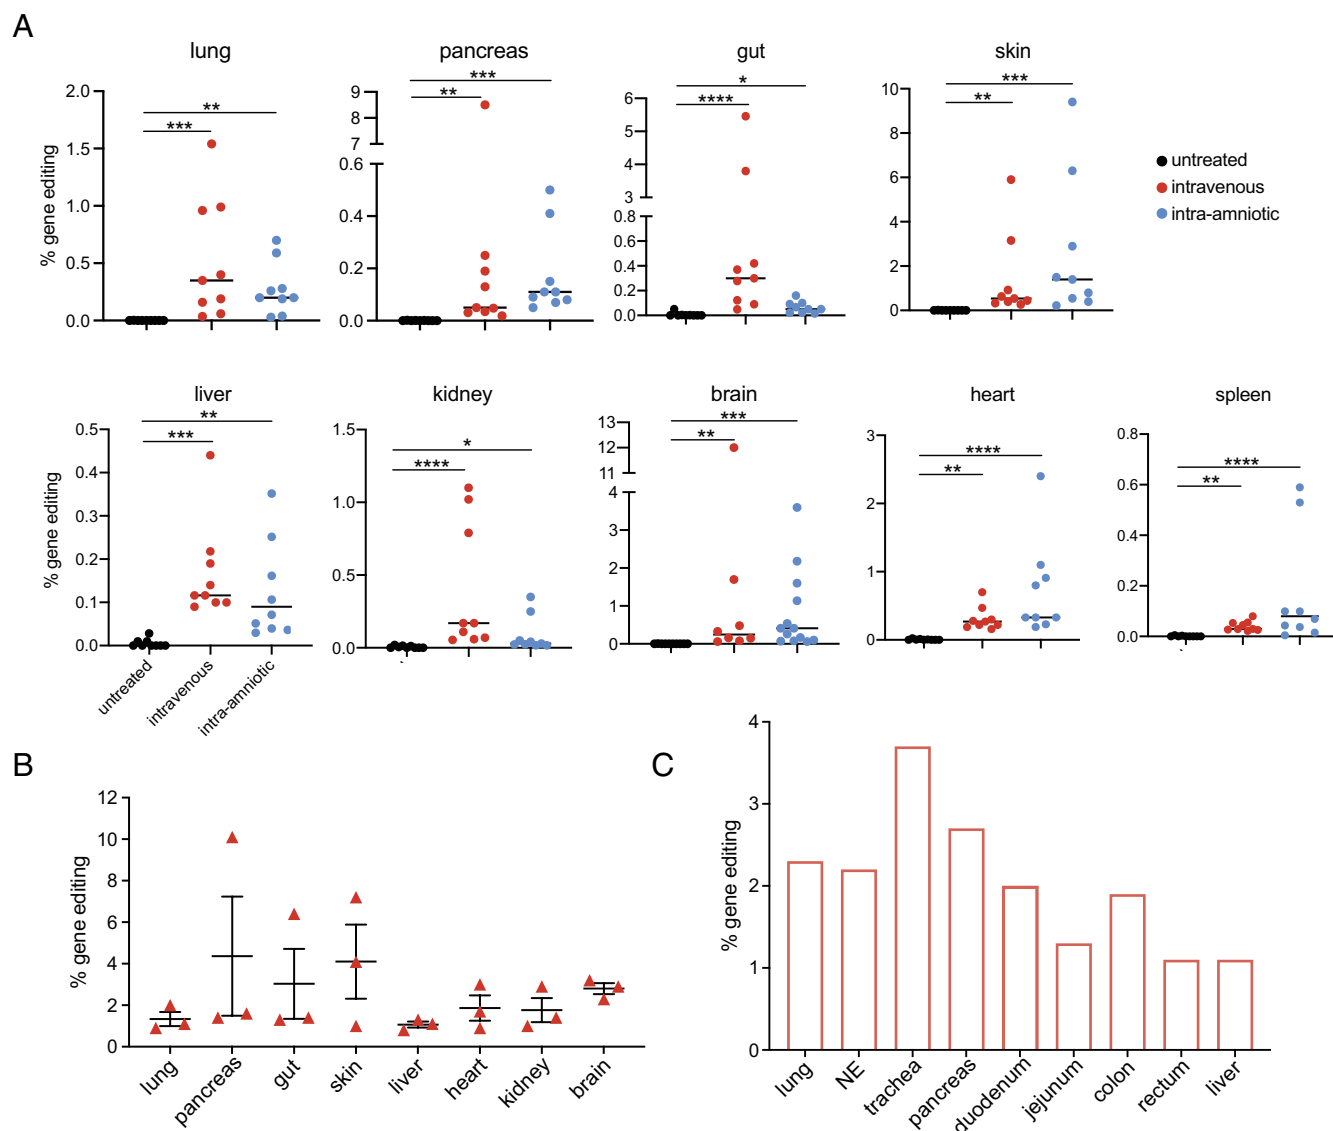 A
lung
pancreas
gut
skin
% gene editing
2.0
1.5
1.0
0.5
0.0
***
**
9
8
7
0.6
0.4
0.2
0.0
**
***
6
5
4
3
0.8
0.6
0.4
0.2
0.0
****
*
10
8
6
4
2
0
**
***
untreated
intravenous
intra-amniotic
liver
kidney
brain
heart
spleen
% gene editing
0.5
0.4
0.3
0.2
0.1
0.0
***
**
untreated
intravenous
intra-amniotic
1.5
1.0
0.5
0.0
****
*
13
12
11
4
3
2
1
0
**
***
3
2
1
0
**
****
0.8
0.6
0.4
0.2
0.0
**
****
B
% gene editing
12
10
8
6
4
2
0
lung
pancreas
gut
skin
liver
heart
kidney
brain
C
% gene editing
4
3
2
1
0
lung
NE
trachea
pancreas
duodenum
jejunum
colon
rectum
liver